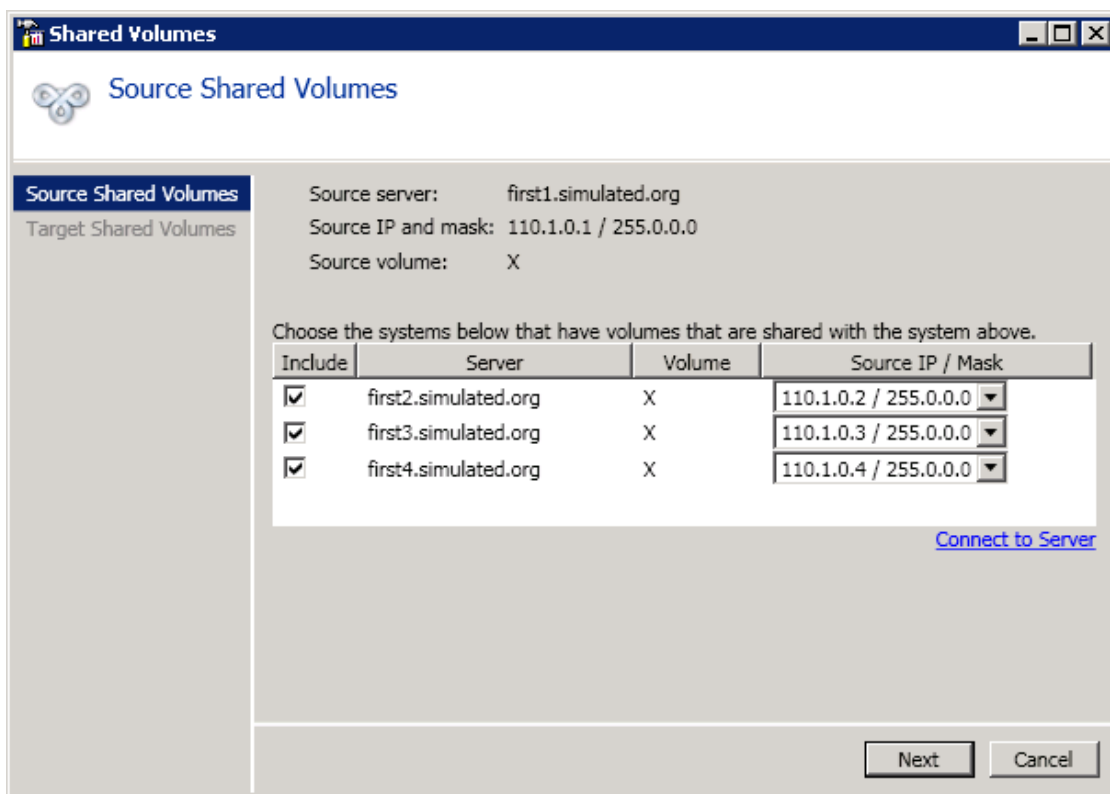 Shared Volumes
Source Shared Volumes
Source Shared Volumes
Target Shared Volumes
Source server: first1.simulated.org
Source IP and mask: 110.1.0.1 / 255.0.0.0
Source volume: X
Choose the systems below that have volumes that are shared with the system above.
Include Server Volume Source IP / Mask
first2.simulated.org X 110.1.0.2 / 255.0.0.0
first3.simulated.org X 110.1.0.3 / 255.0.0.0
first4.simulated.org X 110.1.0.4 / 255.0.0.0
Connect to Server
Next Cancel